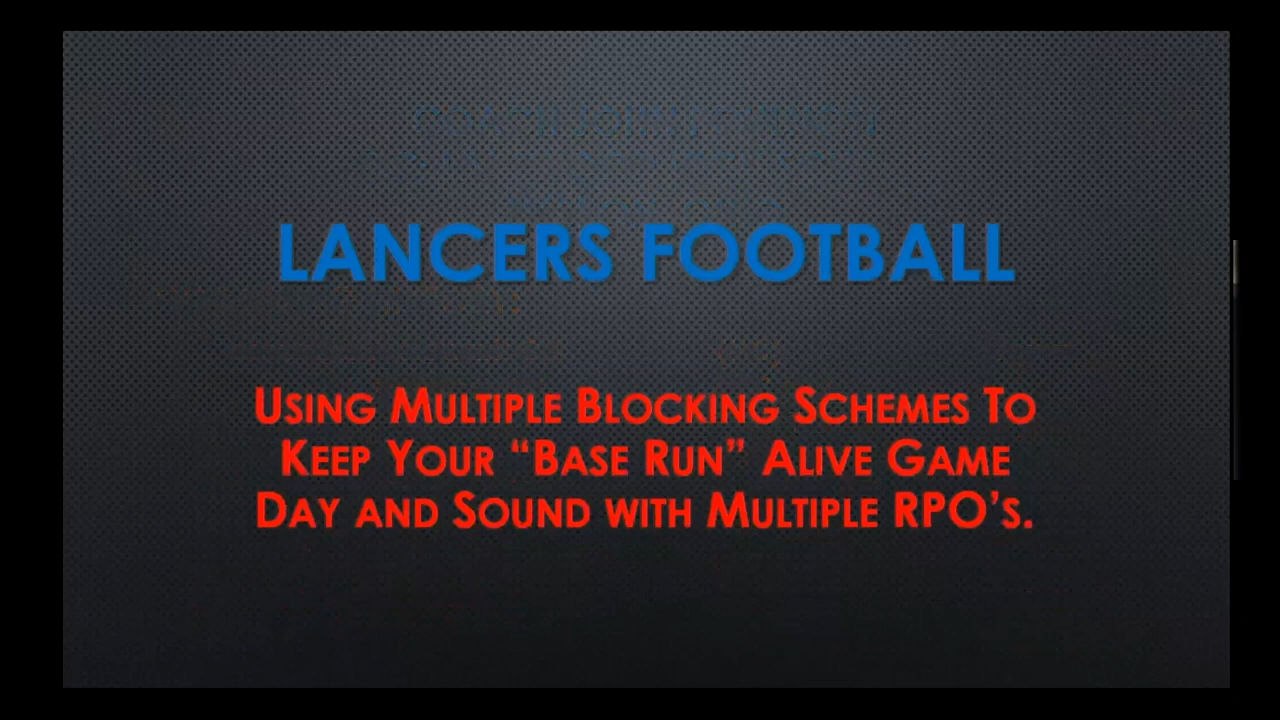 LANCERS FOOTBALL
USING MULTIPLE BLOCKING SCHEMES TO
KEEP YOUR “BASE RUN” ALIVE GAME
DAY AND SOUND WITH MULTIPLE RPO’S.